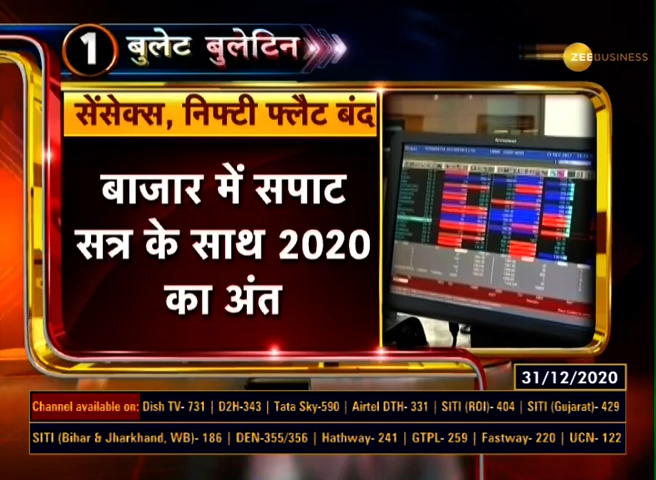 1 बुलेट बुलेटिन
ZEEBUSINESS
सेंसेक्स, निफ्टी फ्लैट बंद
बाजार में सपाट
सत्र के साथ 2020
का अंत
31/12/2020
Channel available on: Dish TV- 731 | D2H-343 | Tata Sky-590 | Airtel DTH- 331 | SITI (ROI)- 404 | SITI (Gujarat)- 429
SITI (Bihar & Jharkhand, WB)- 186 | DEN-355/356 | Hathway- 241 | GTPL- 259 | Fastway- 220 | UCN- 122